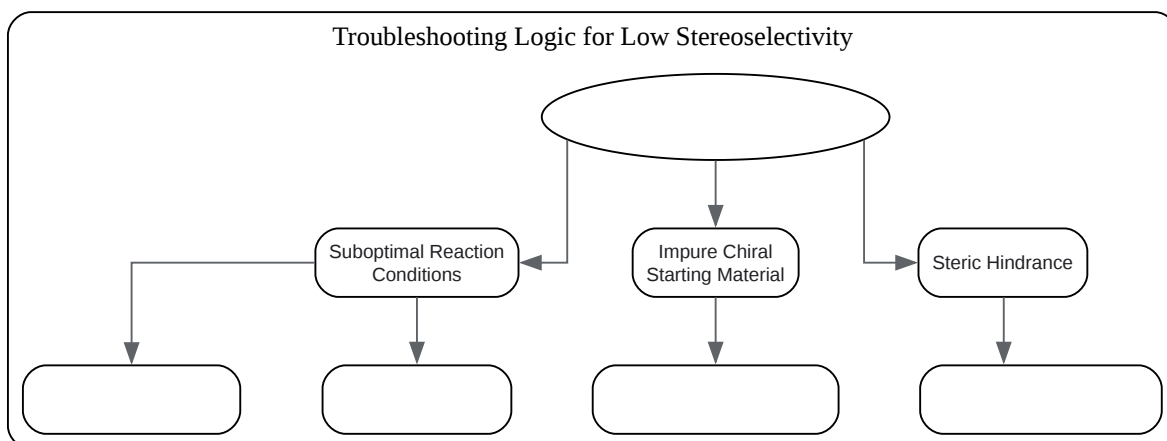 Troubleshooting Logic for Low Stereoselectivity
Suboptimal Reaction
Conditions
Impure Chiral
Starting Material
Steric Hindrance